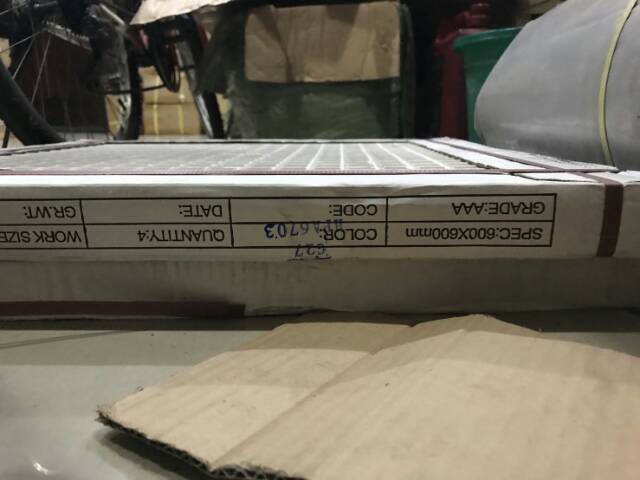 SPEC:600X600mm COLOR: QUANTITY:4 WORK SIZE
GRADE:AAA CODE: DATE: GR.WT: